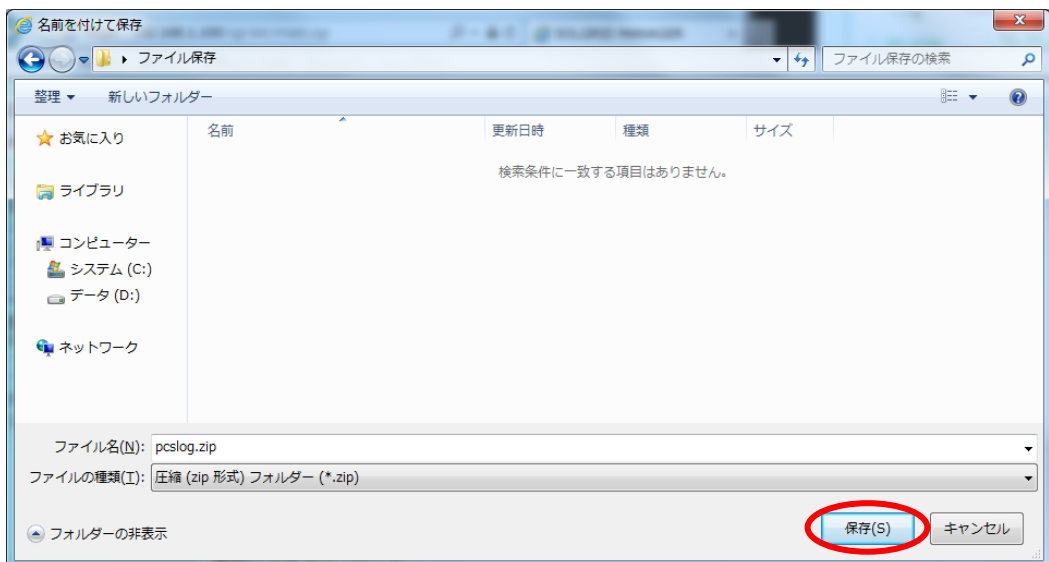 名前を付けて保存
ファイル保存
ファイル保存の検索
整理 新しいフォルダー
名前 更新日時 種類 サイズ
検索条件に一致する項目はありません。
お気に入り
ライブラリ
コンピューター
システム (C:)
データ (D:)
ネットワーク
ファイル名(N): pcslog.zip
ファイルの種類(T): 圧縮 (zip 形式) フォルダー (*.zip)
フォルダーの非表示
保存(S) キャンセル